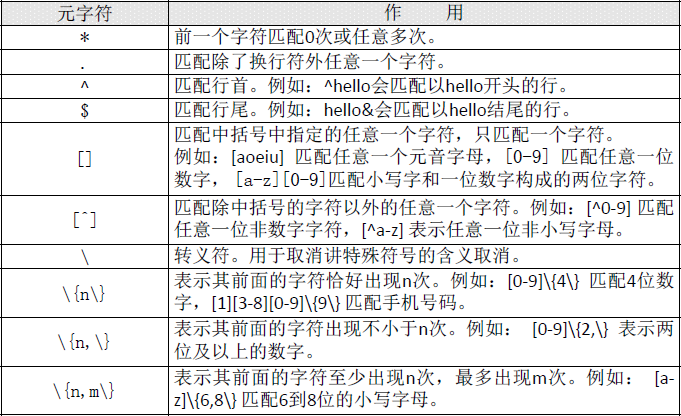 元字符 作 用
* 前一个字符匹配0次或任意多次。
. 匹配除了换行符外任意一个字符。
^ 匹配行首。例如：^hello会匹配以hello开头的行。
$ 匹配行尾。例如：hello&会匹配以hello结尾的行。
[] 匹配中括号中指定的任意一个字符，只匹配一个字符。
例如：[aoeiu] 匹配任意一个元音字母，[0-9] 匹配任意一位
数字，[a-z][0-9]匹配小写字和一位数字构成的两位字符。
[^] 匹配除中括号的字符以外的任意一个字符。例如：[^0-9] 匹配
任意一位非数字字符，[^a-z] 表示任意一位非小写字母。
\ 转义符。用于取消讲特殊符号的含义取消。
\{n\} 表示其前面的字符恰好出现n次。例如：[0-9]\{4\} 匹配4位数
字，[1][3-8][0-9]\{9\} 匹配手机号码。
\{n,\} 表示其前面的字符出现不小于n次。例如： [0-9]\{2,\} 表示两
位及以上的数字。
\{n,m\} 表示其前面的字符至少出现n次，最多出现m次。例如： [a-
z]\{6,8\} 匹配6到8位的小写字母。